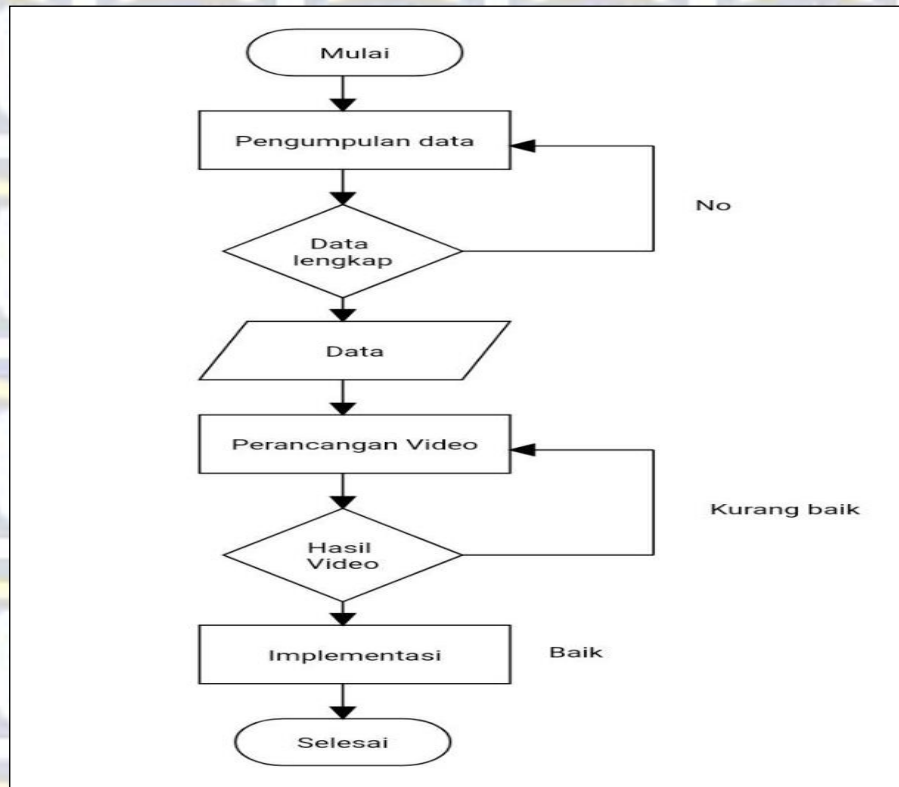 Mulai
Pengumpulan data
No
Data
lengkap
Data
Perancangan Video
Kurang baik
Hasil
Video
Implementasi
Baik
Selesai